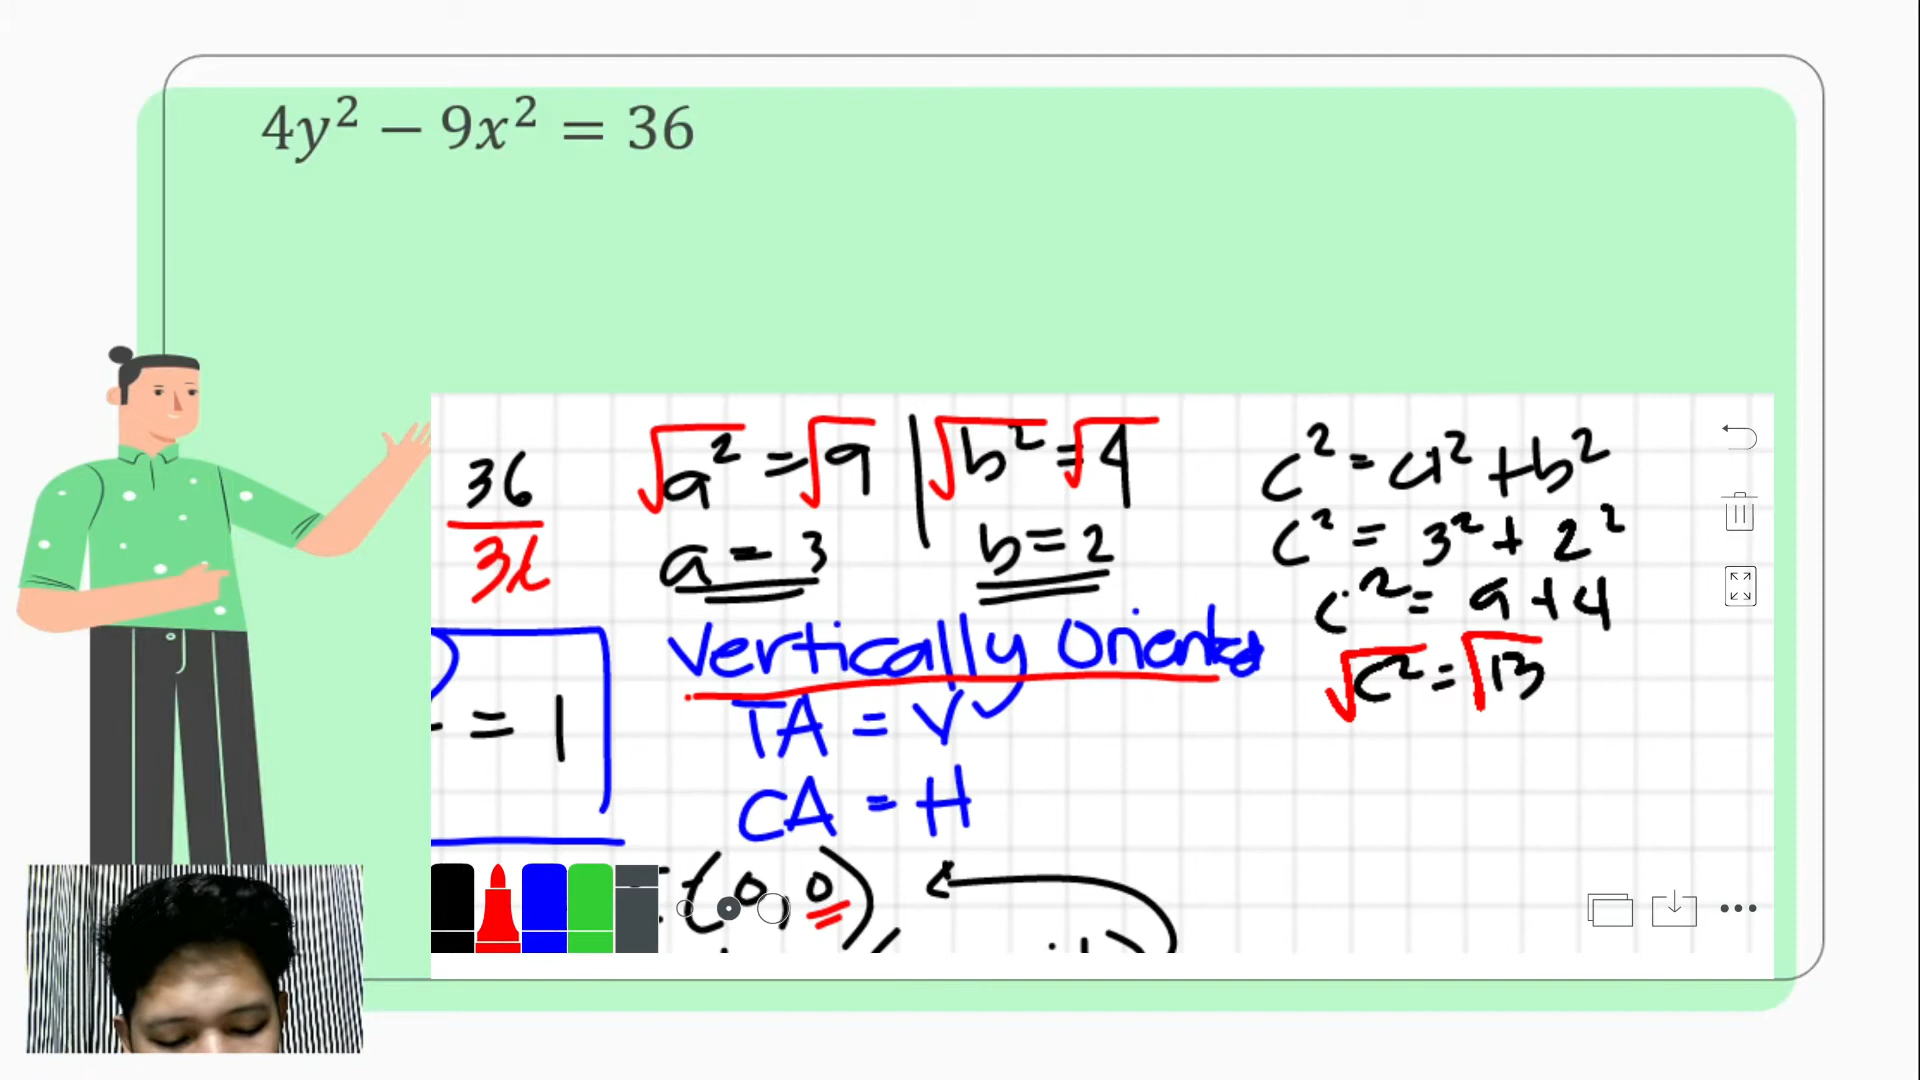 4y² − 9x² = 36
36
36
√a² = √9 | √b² = √4
a = 3
b = 2
c² = a² + b²
c² = 3² + 2²
c² = 9 + 4
√c² = √13
Vertically Oriented
TA = V
CA = H
= 1
(0, 0)